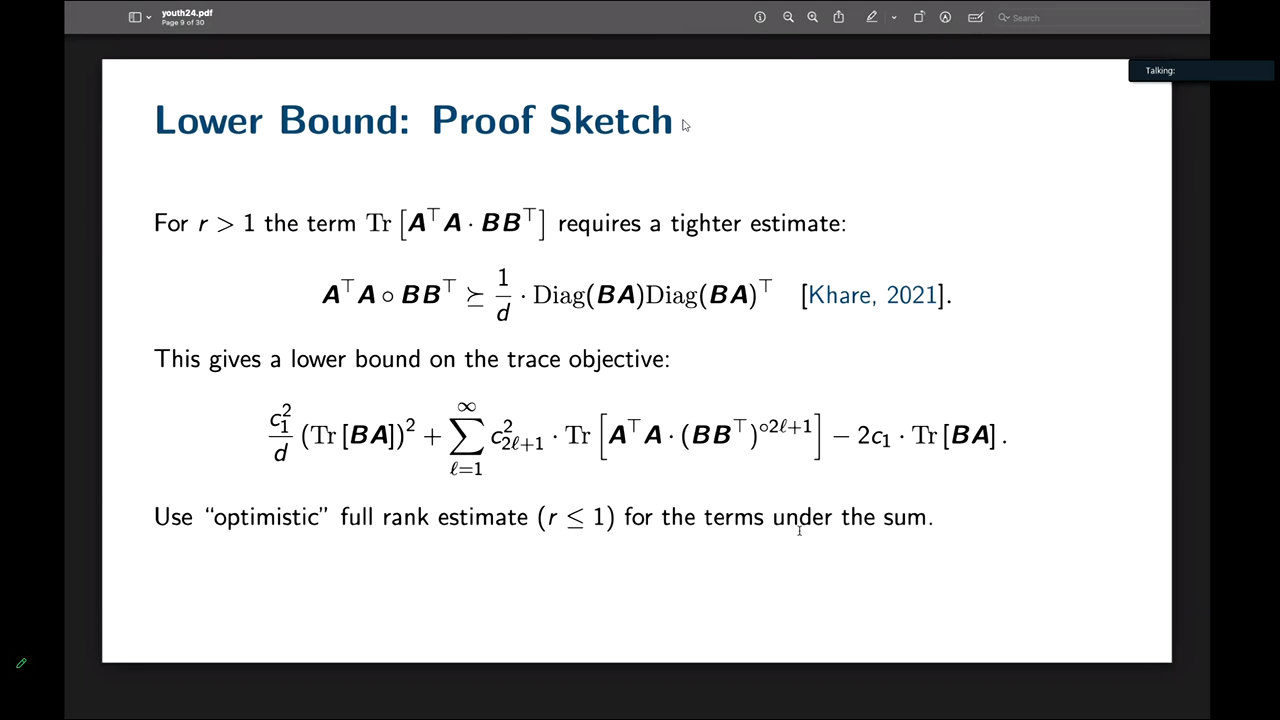 youth24.pdf
Page 9 of 30
Search
Talking:
Lower Bound: Proof Sketch
For r > 1 the term Tr [A⊤A · BB⊤] requires a tighter estimate:
A⊤A ∘ BB⊤ ⪰ 1/d · Diag(BA)Diag(BA)⊤ [Khare, 2021].
This gives a lower bound on the trace objective:
c₁²/d (Tr [BA])² + ∑_{ℓ=1}^{∞} c²_{2ℓ+1} · Tr [A⊤A · (BB⊤)^{∘2ℓ+1}] − 2c₁ · Tr [BA] .
Use “optimistic” full rank estimate (r ≤ 1) for the terms under the sum.